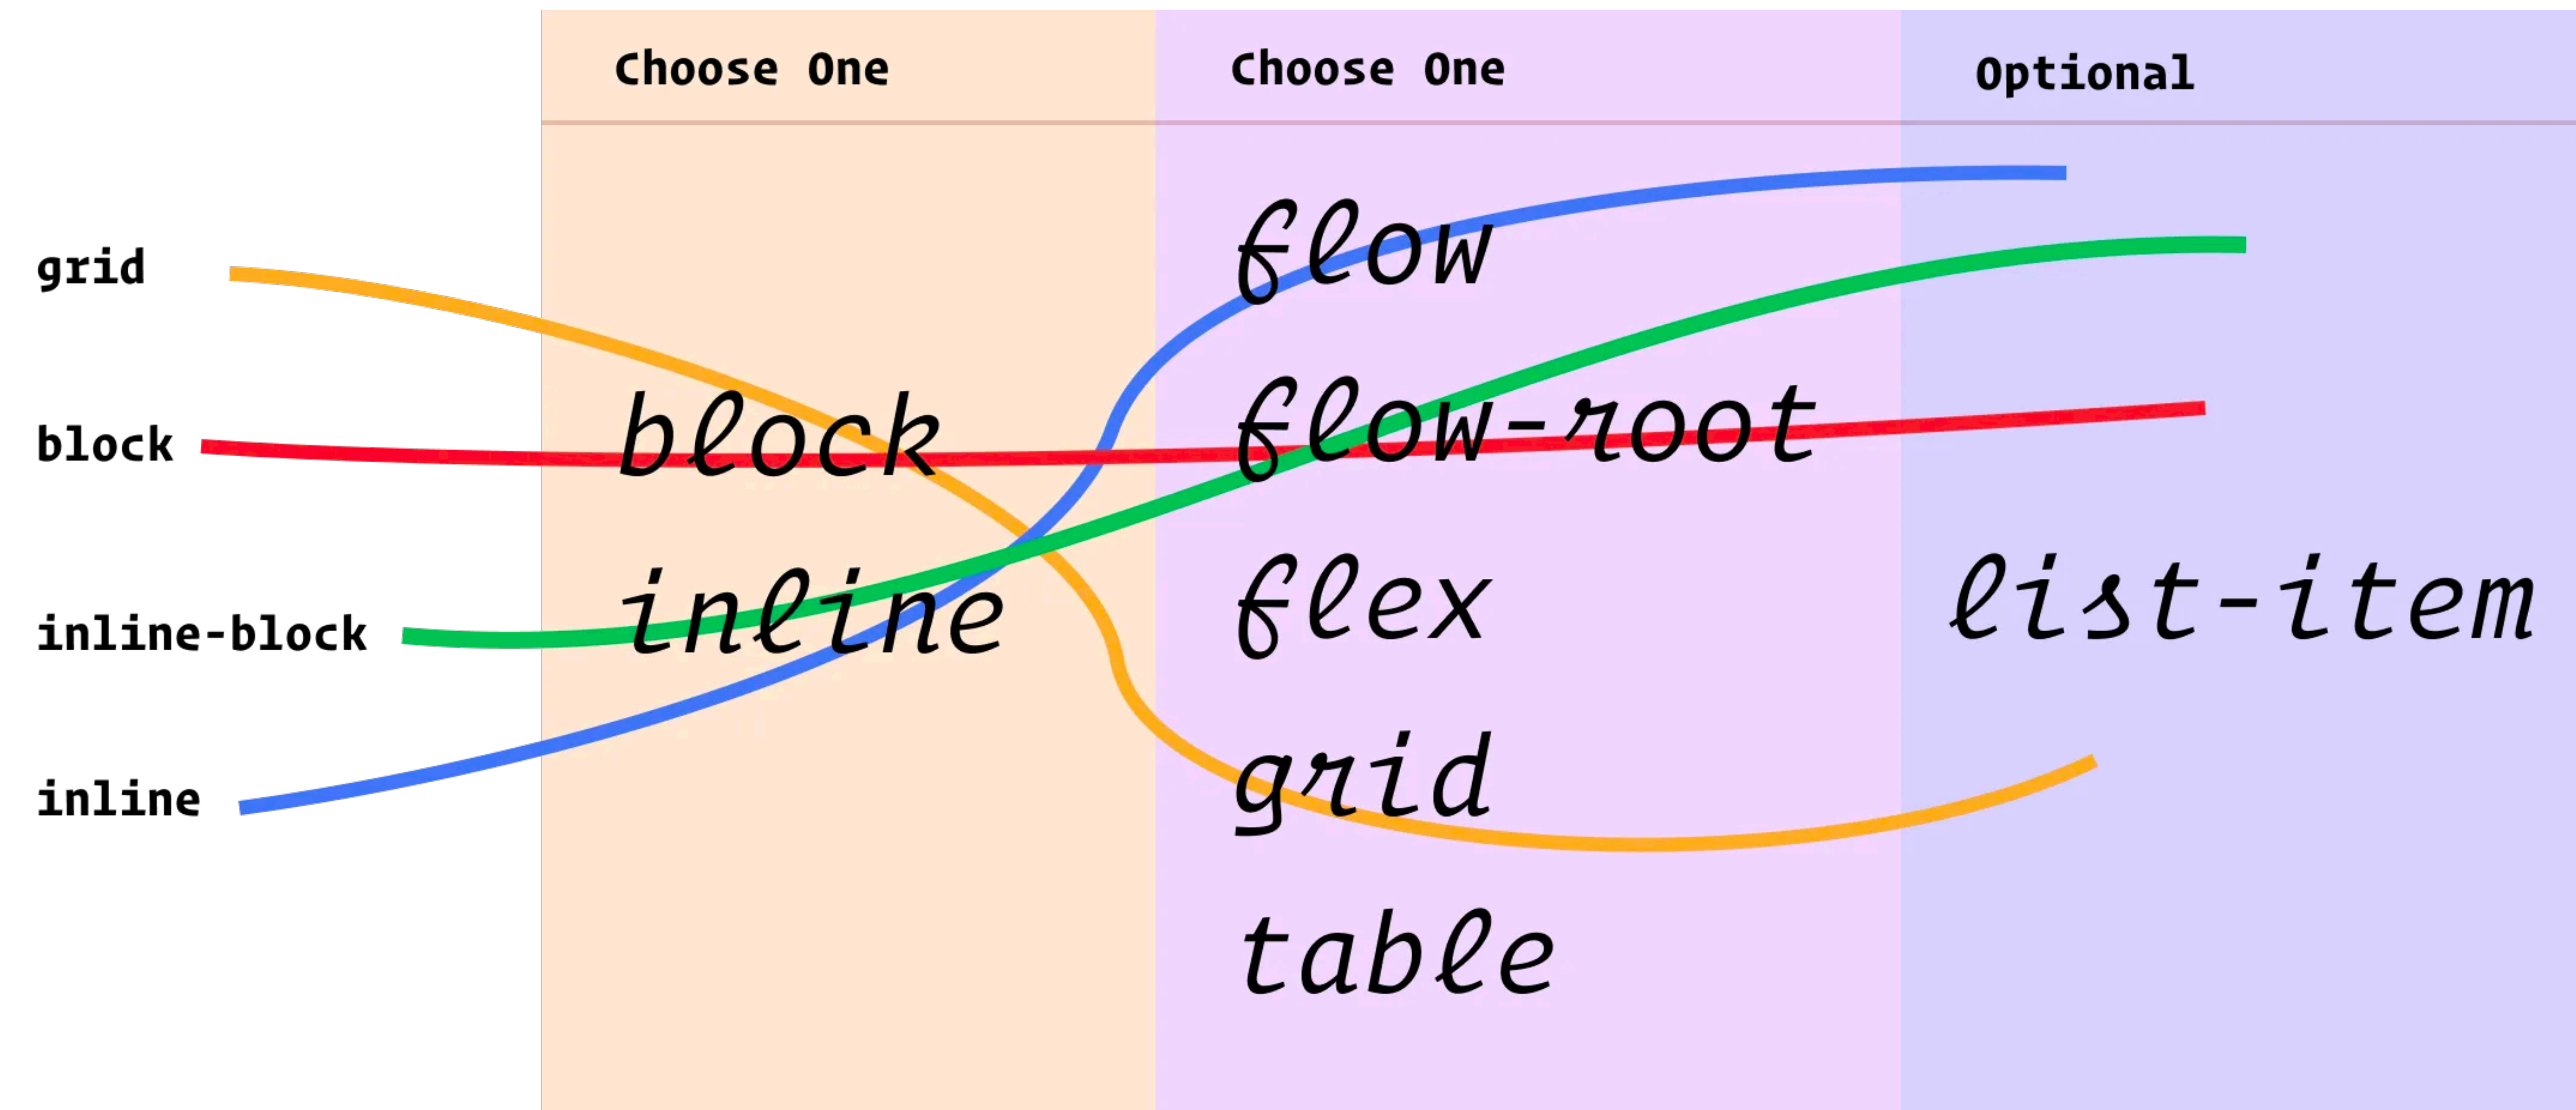 Choose One
Choose One
Optional
grid
block
inline-block
inline
block
inline
flow
flow-root
flex
grid
table
list-item